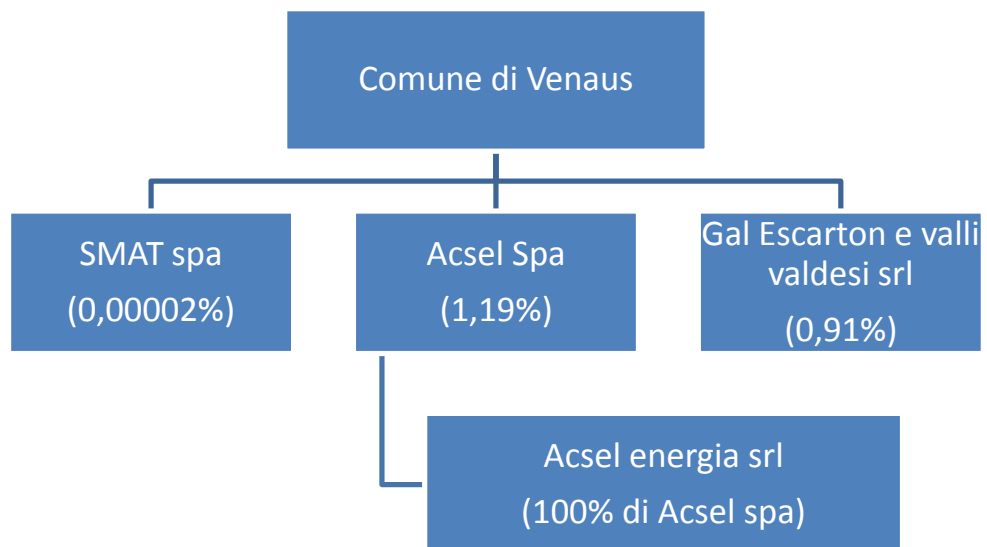 Comune di Venaus
SMAT spa
(0,00002%)
Acsel Spa
(1,19%)
Gal Escarton e valli
valdesi srl
(0,91%)
Acsel energia srl
(100% di Acsel spa)